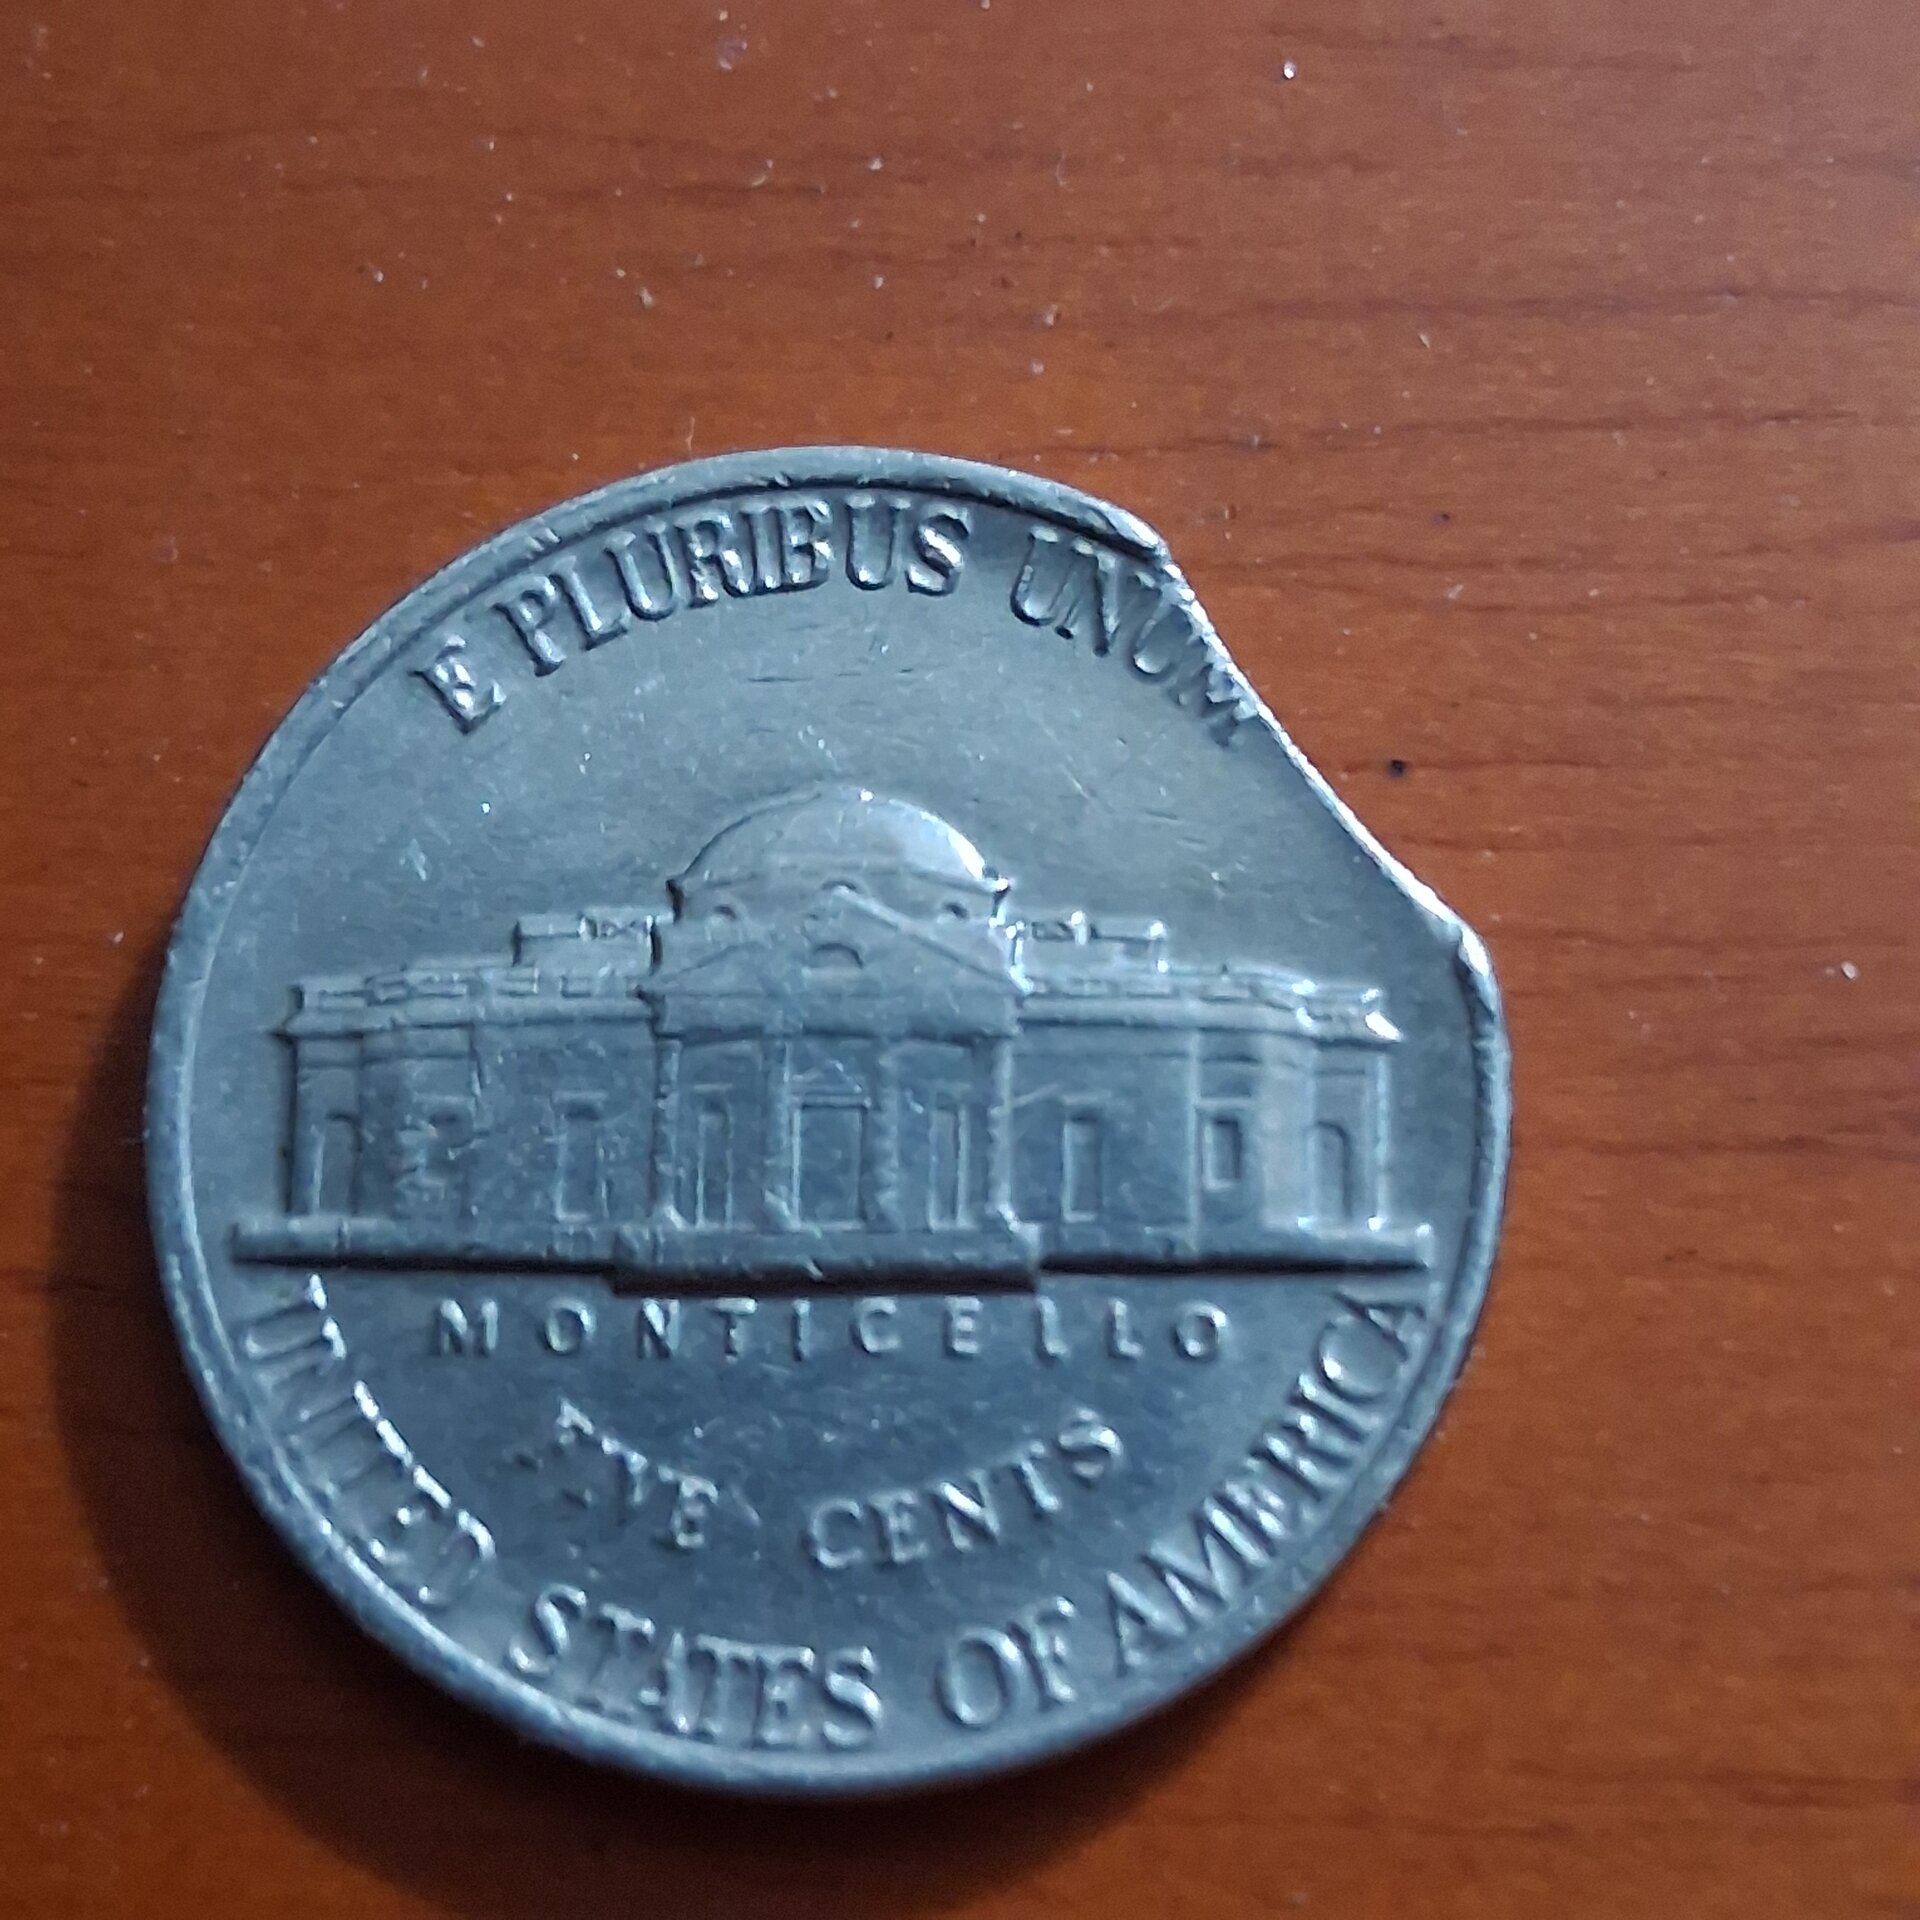 E PLURIBUS UNUM
MONTICELLO
FIVE CENTS
UNITED STATES OF AMERICA